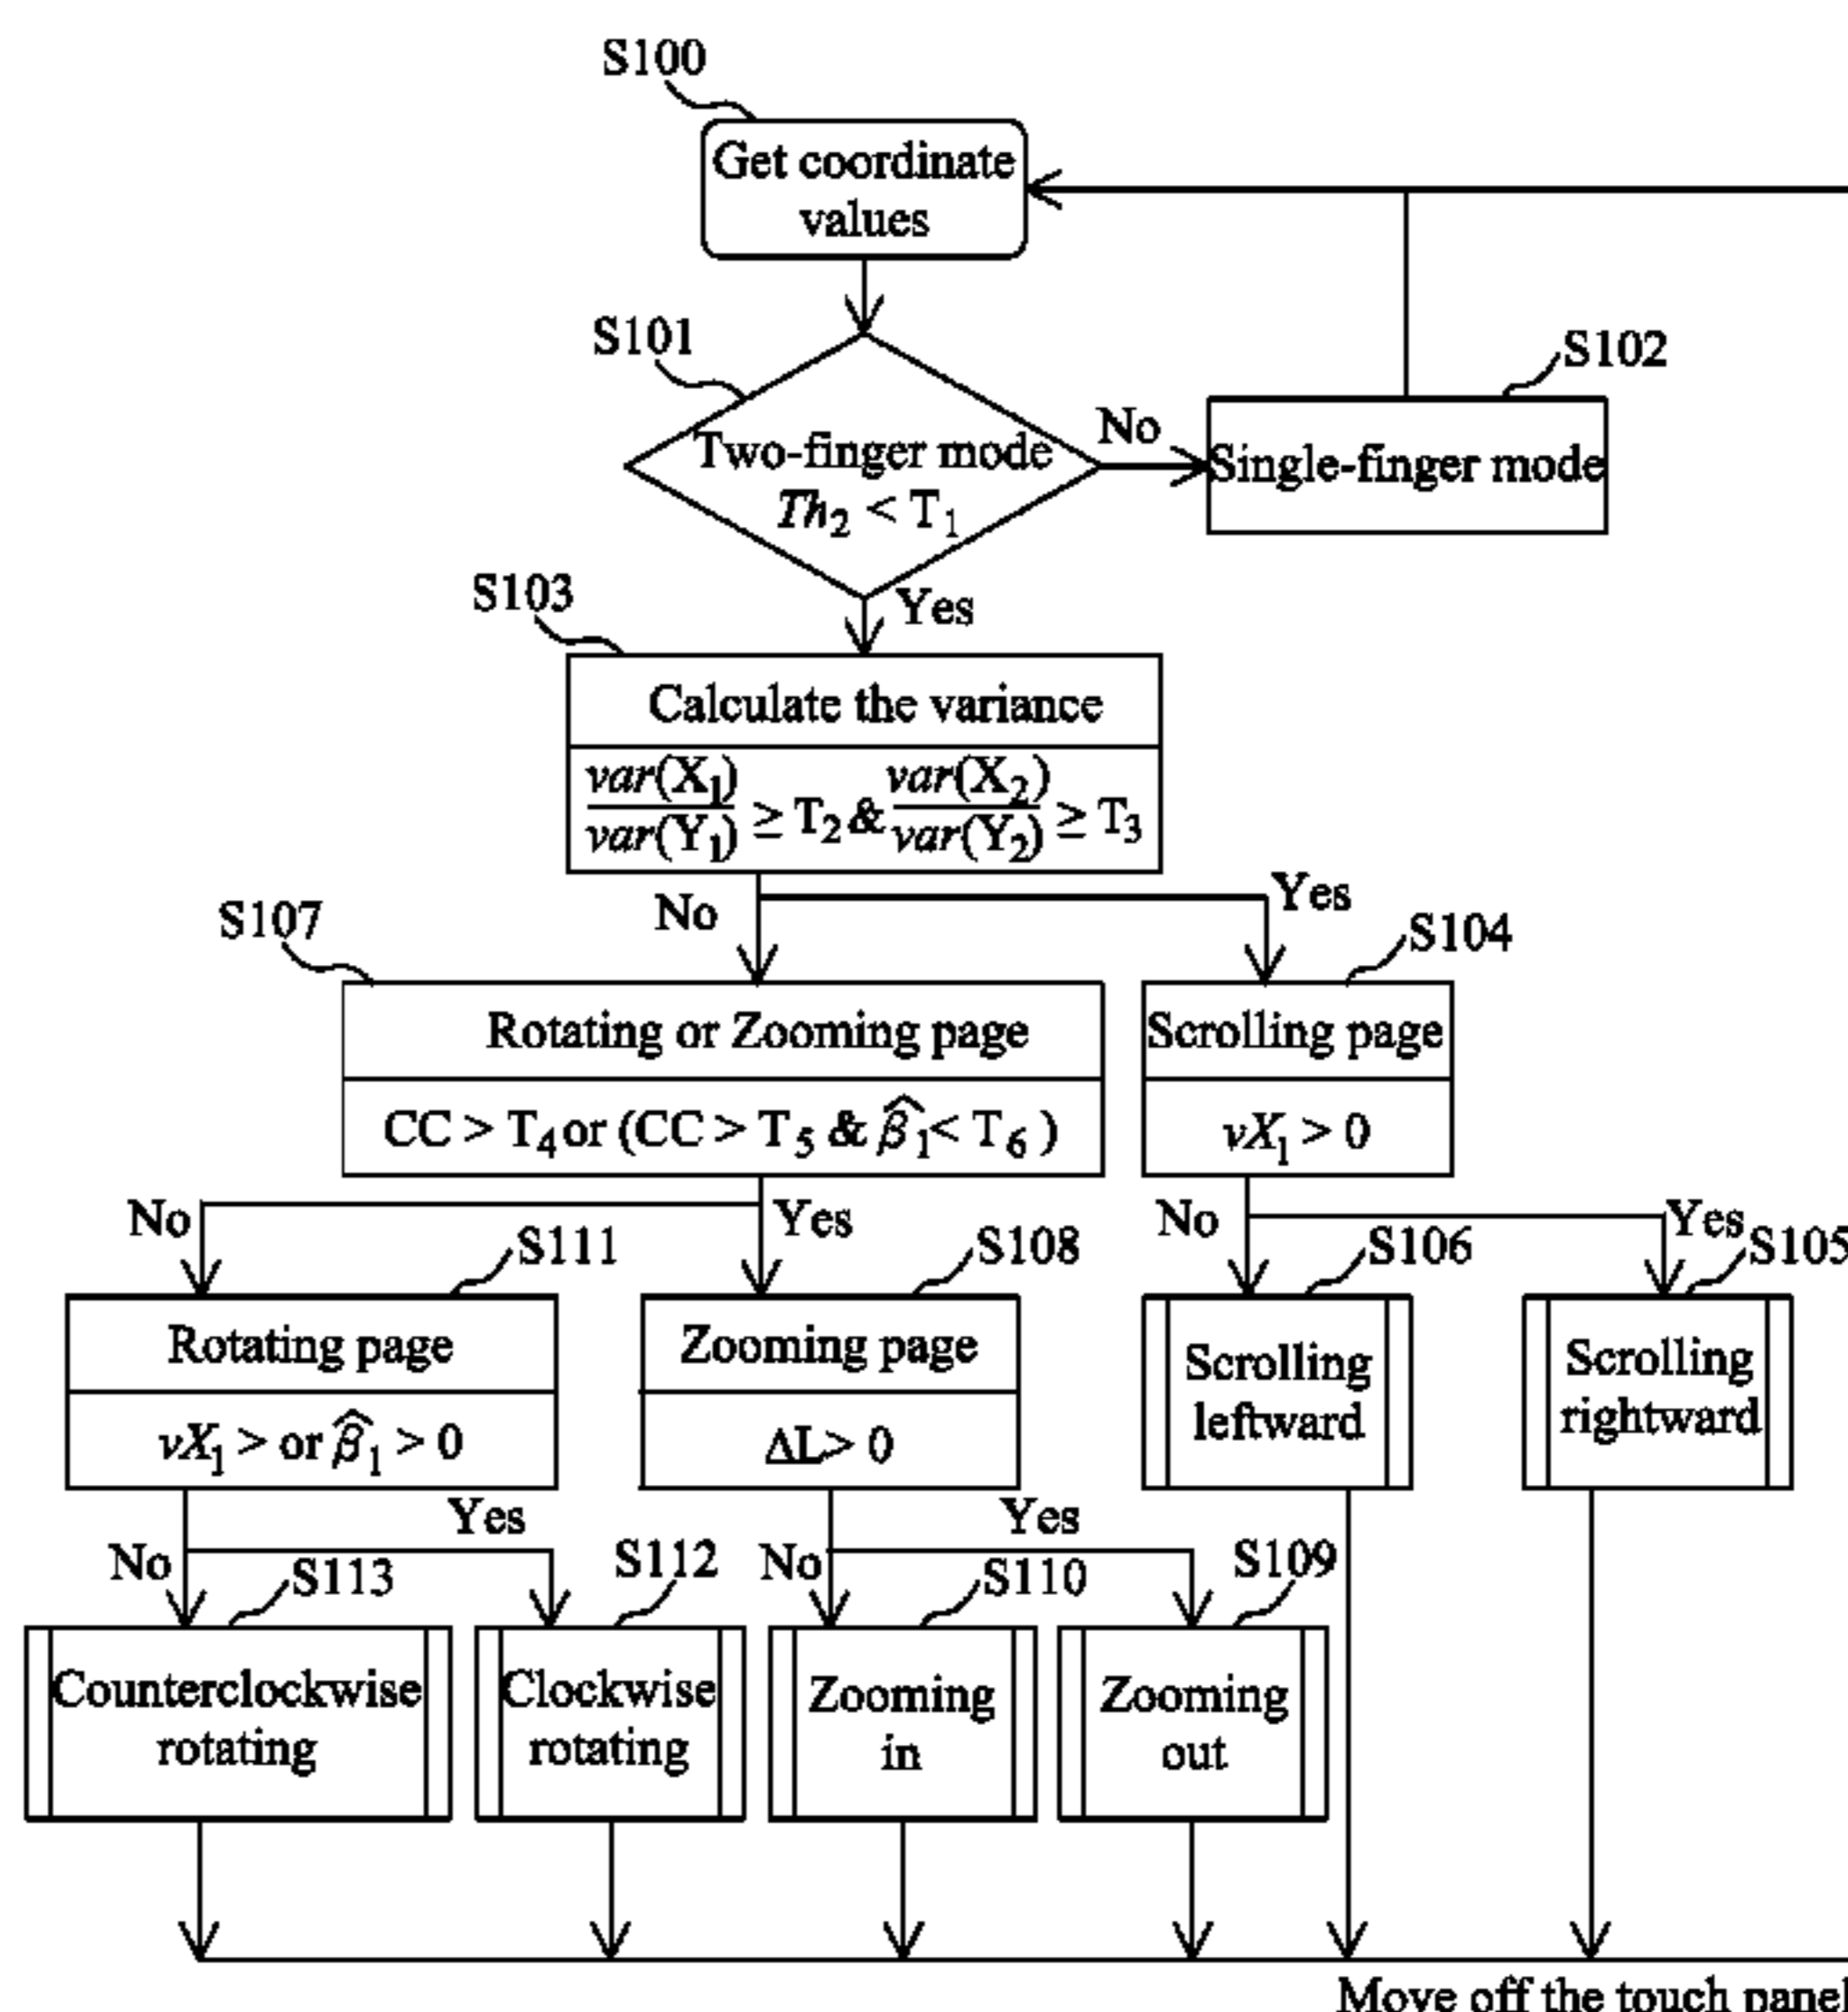 S100
Get coordinate
values
S101
Two-finger mode
Th₂ < T₁
No
S102
Single-finger mode
Yes
S103
Calculate the variance
var(X₁)/var(Y₁) ≥ T₂ & var(X₂)/var(Y₂) ≥ T₃
No
Yes
S107
Rotating or Zooming page
CC > T₄ or (CC > T₅ & β̂₁ < T₆ )
S104
Scrolling page
vX₁ > 0
No
Yes
No
Yes
S111
Rotating page
vX₁ > or β̂₁ > 0
S108
Zooming page
ΔL > 0
S106
Scrolling
leftward
S105
Scrolling
rightward
No
Yes
No
Yes
S113
Counterclockwise
rotating
S112
Clockwise
rotating
S110
Zooming
in
S109
Zooming
out
Move off the touch panel